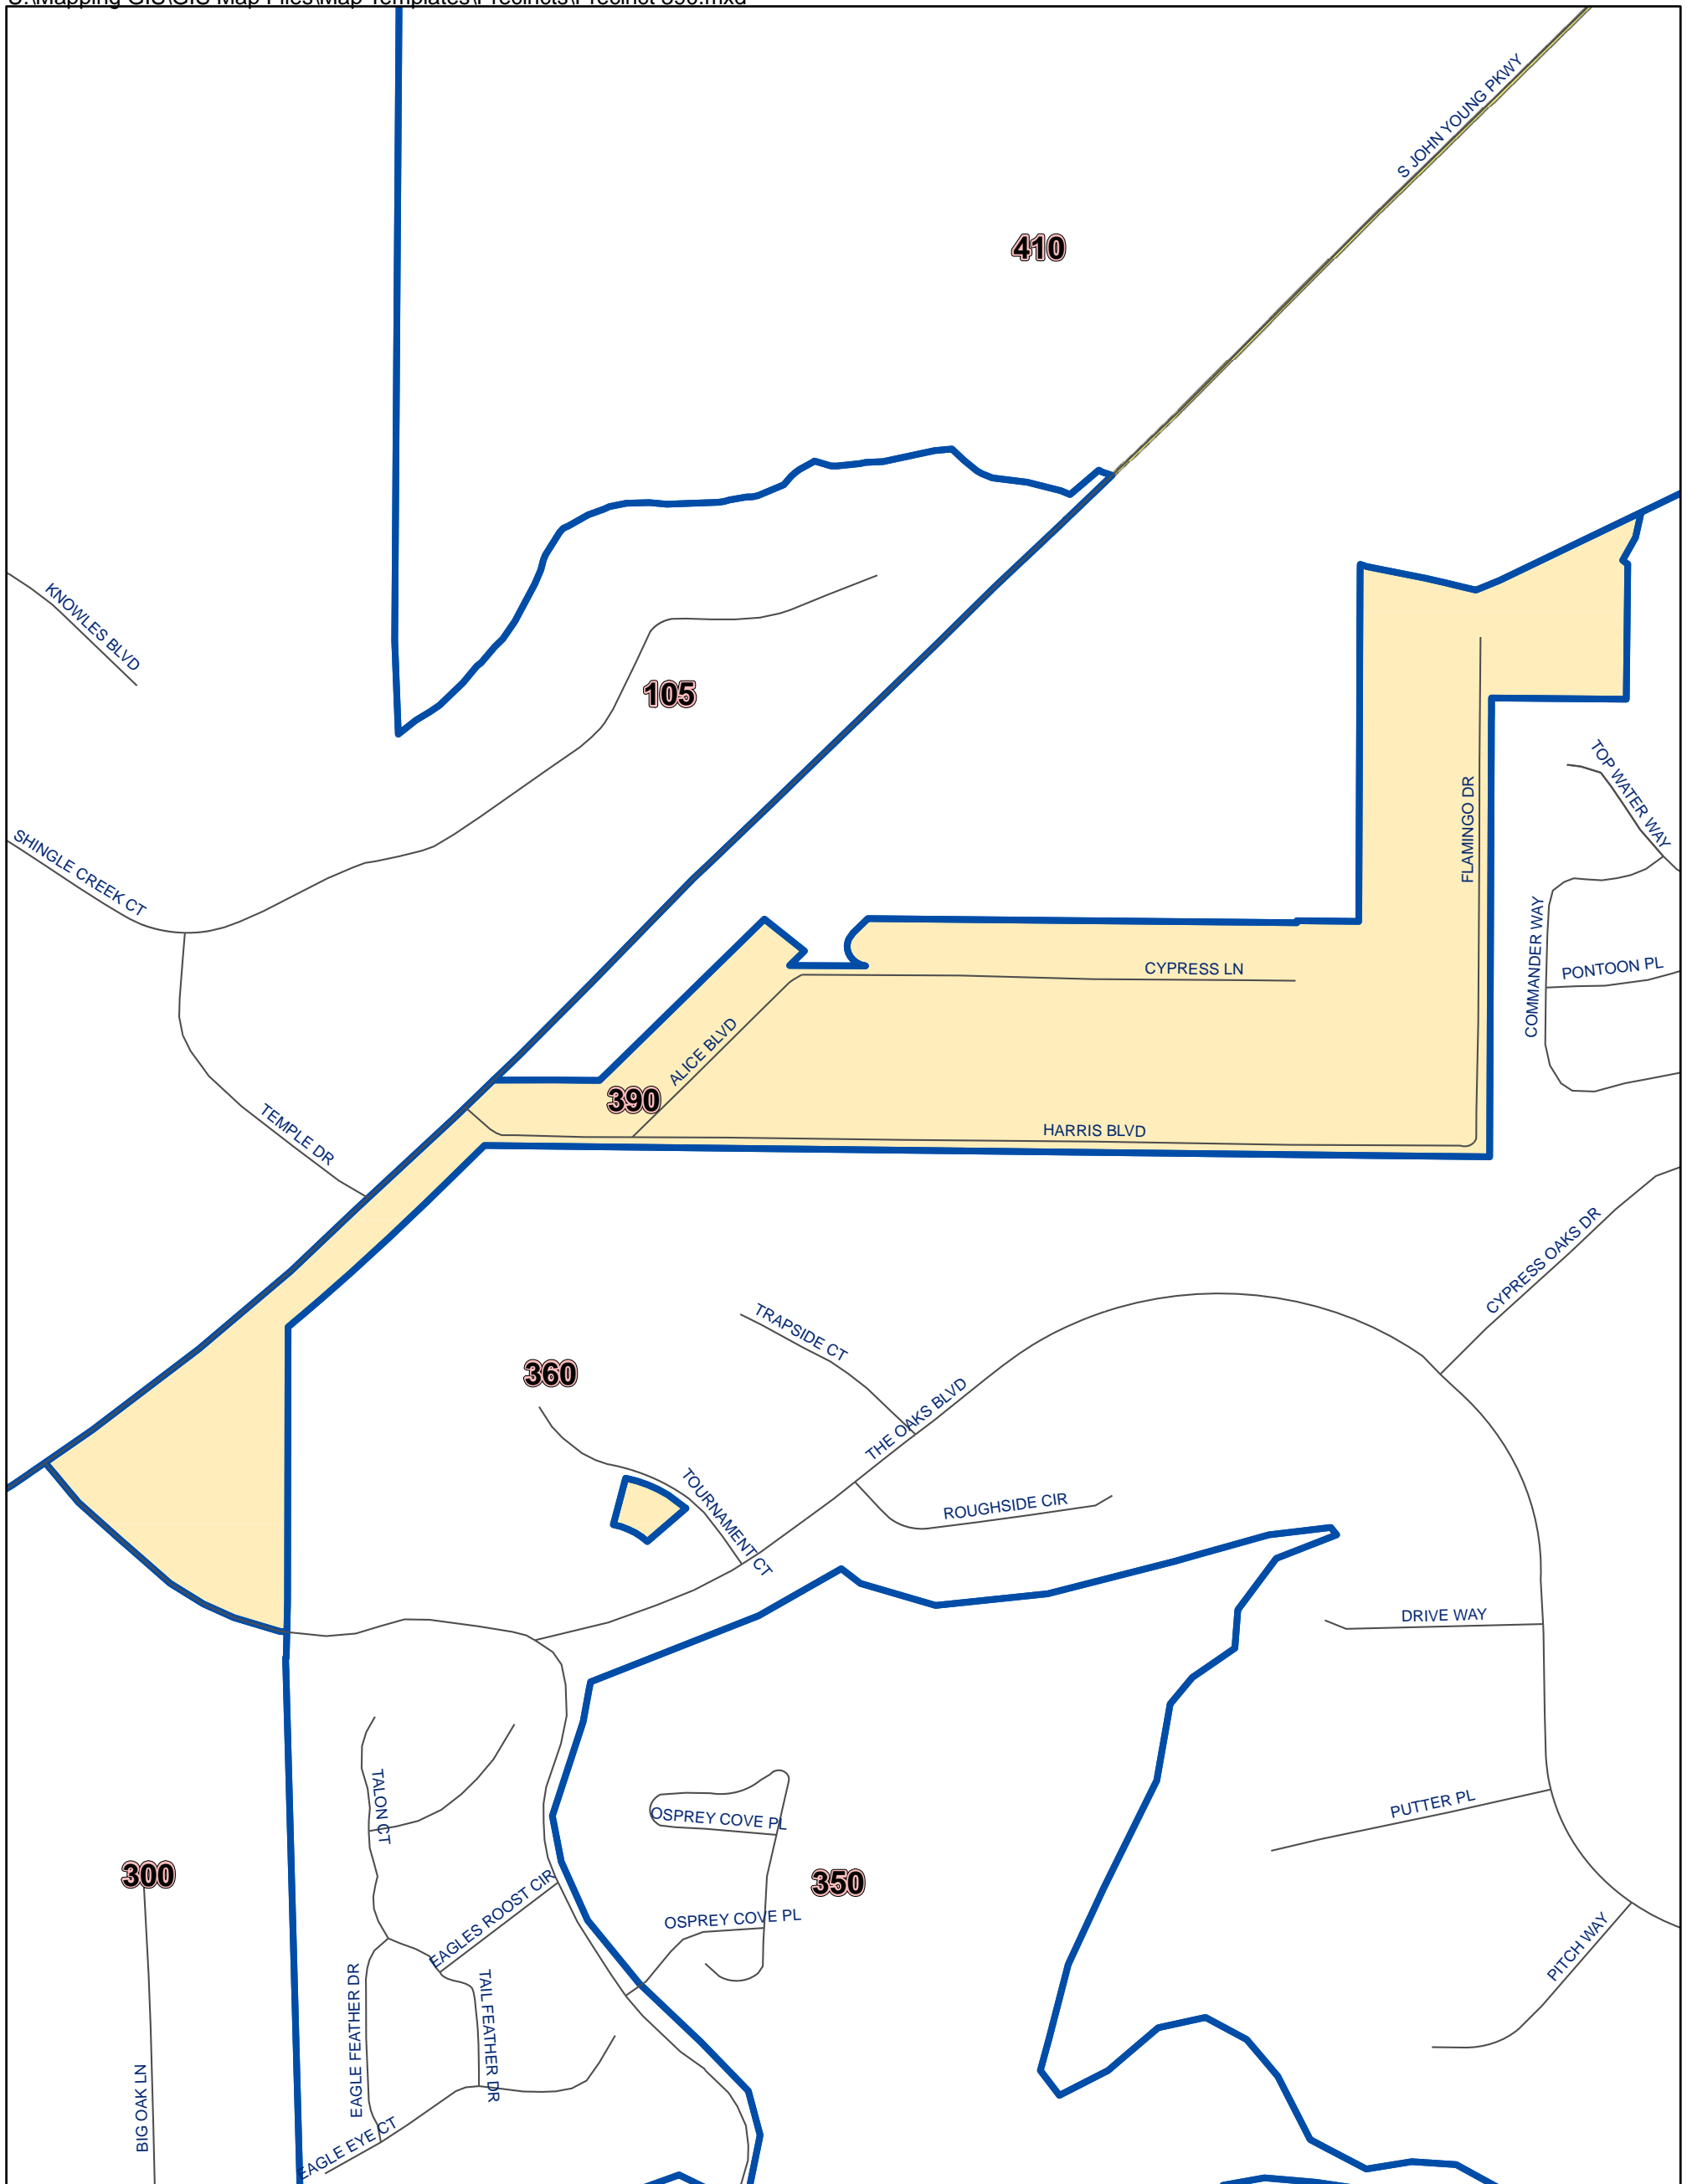 S JOHN YOUNG PKWY
410
KNOWLES BLVD
105
TOP WATER WAY
FLAMINGO DR
SHINGLE CREEK CT
COMMANDER WAY
PONTOON PL
CYPRESS LN
ALICE BLVD
390
HARRIS BLVD
TEMPLE DR
CYPRESS OAKS DR
TRAPSIDE CT
360
THE OAKS BLVD
TOURNAMENT CT
ROUGHSIDE CIR
DRIVE WAY
TALON CT
OSPREY COVE PL
PUTTER PL
300
350
EAGLES ROOST CIR
OSPREY COVE PL
PITCH WAY
EAGLE FEATHER DR
TAIL FEATHER DR
BIG OAK LN
EAGLE EYE CT